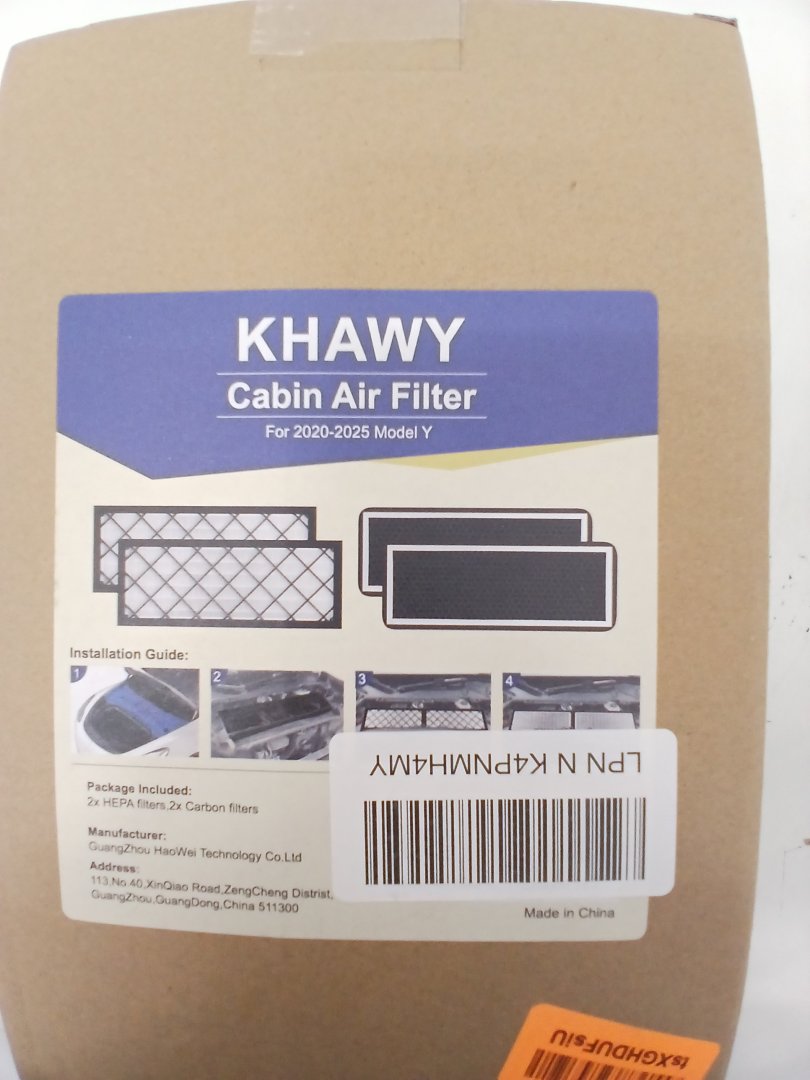 KHAWY
Cabin Air Filter
For 2020-2025 Model Y
Installation Guide:
1
2
3
4
LPN N K4PNMH4MY
Package Included:
2x HEPA filters,2x Carbon filters
Manufacturer:
GuangZhou HaoWei Technology Co.Ltd
Address:
113,No.40,XinQiao Road,ZengCheng Distrist,
GuangZhou,GuangDong,China 511300
Made in China
tsXGHDUFsiU